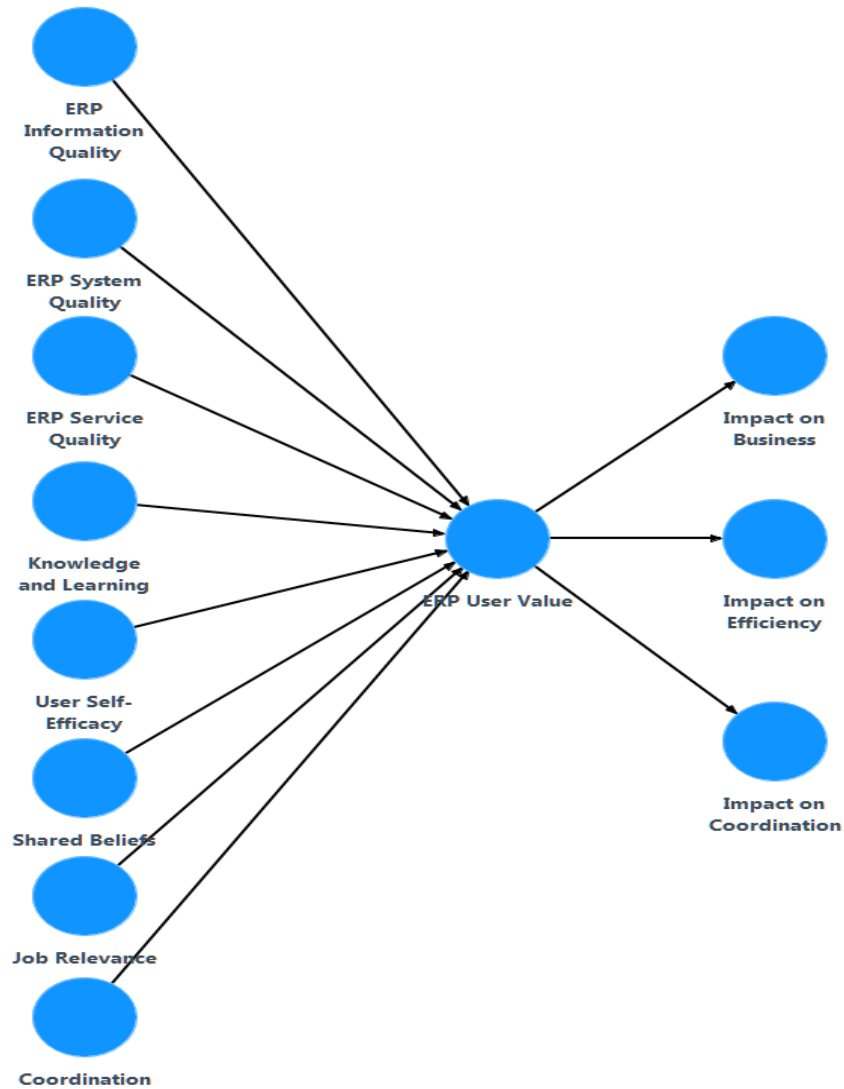 ERP
Information
Quality
ERP System
Quality
ERP Service
Quality
Knowledge
and Learning
User Self-
Efficacy
Shared Beliefs
Job Relevance
Coordination
ERP User Value
Impact on
Business
Impact on
Efficiency
Impact on
Coordination